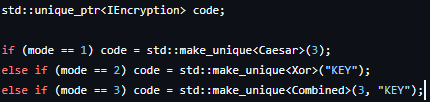 std::unique_ptr<IEncryption> code;
if (mode == 1) code = std::make_unique<Caesar>(3);
else if (mode == 2) code = std::make_unique<Xor>("KEY");
else if (mode == 3) code = std::make_unique<Combined>(3, "KEY");